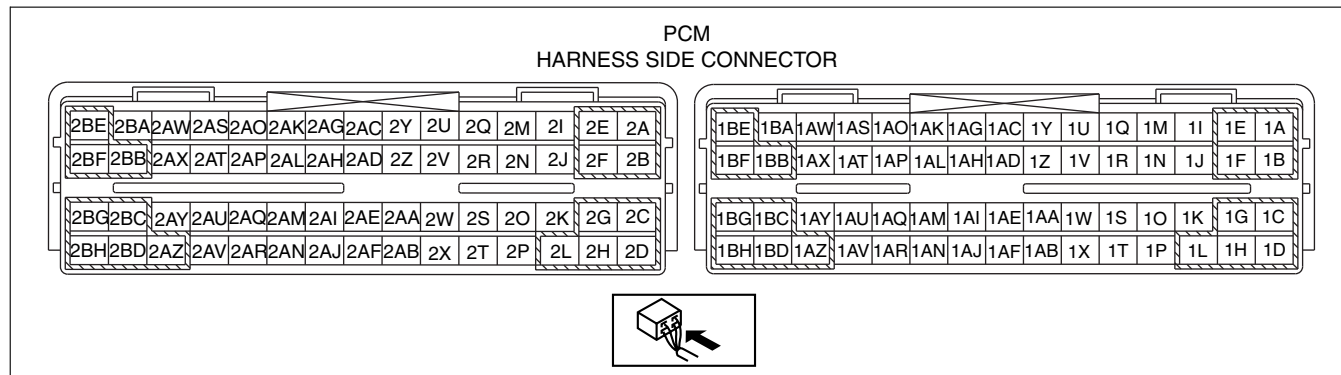 PCM
HARNESS SIDE CONNECTOR
2BE 2BA 2AW 2AS 2AO 2AK 2AG 2AC 2Y 2U 2Q 2M 2I 2E 2A
2BF 2BB 2AX 2AT 2AP 2AL 2AH 2AD 2Z 2V 2R 2N 2J 2F 2B
2BG 2BC 2AY 2AU 2AQ 2AM 2AI 2AE 2AA 2W 2S 2O 2K 2G 2C
2BH 2BD 2AZ 2AV 2AR 2AN 2AJ 2AF 2AB 2X 2T 2P 2L 2H 2D
1BE 1BA 1AW 1AS 1AO 1AK 1AG 1AC 1Y 1U 1Q 1M 1I 1E 1A
1BF 1BB 1AX 1AT 1AP 1AL 1AH 1AD 1Z 1V 1R 1N 1J 1F 1B
1BG 1BC 1AY 1AU 1AQ 1AM 1AI 1AE 1AA 1W 1S 1O 1K 1G 1C
1BH 1BD 1AZ 1AV 1AR 1AN 1AJ 1AF 1AB 1X 1T 1P 1L 1H 1D